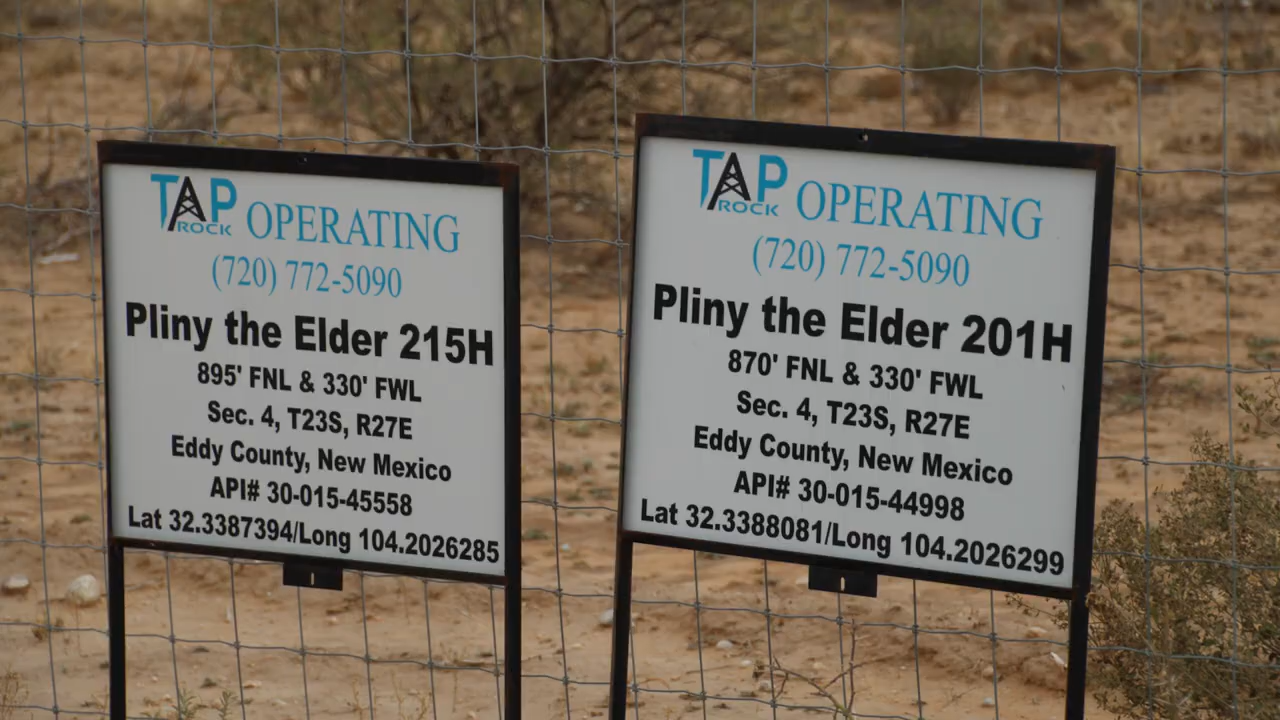 TAP ROCK OPERATING
(720) 772-5090
Pliny the Elder 215H
895' FNL & 330' FWL
Sec. 4, T23S, R27E
Eddy County, New Mexico
API# 30-015-45558
Lat 32.3387394/Long 104.2026285
TAP ROCK OPERATING
(720) 772-5090
Pliny the Elder 201H
870' FNL & 330' FWL
Sec. 4, T23S, R27E
Eddy County, New Mexico
API# 30-015-44998
Lat 32.3388081/Long 104.2026299